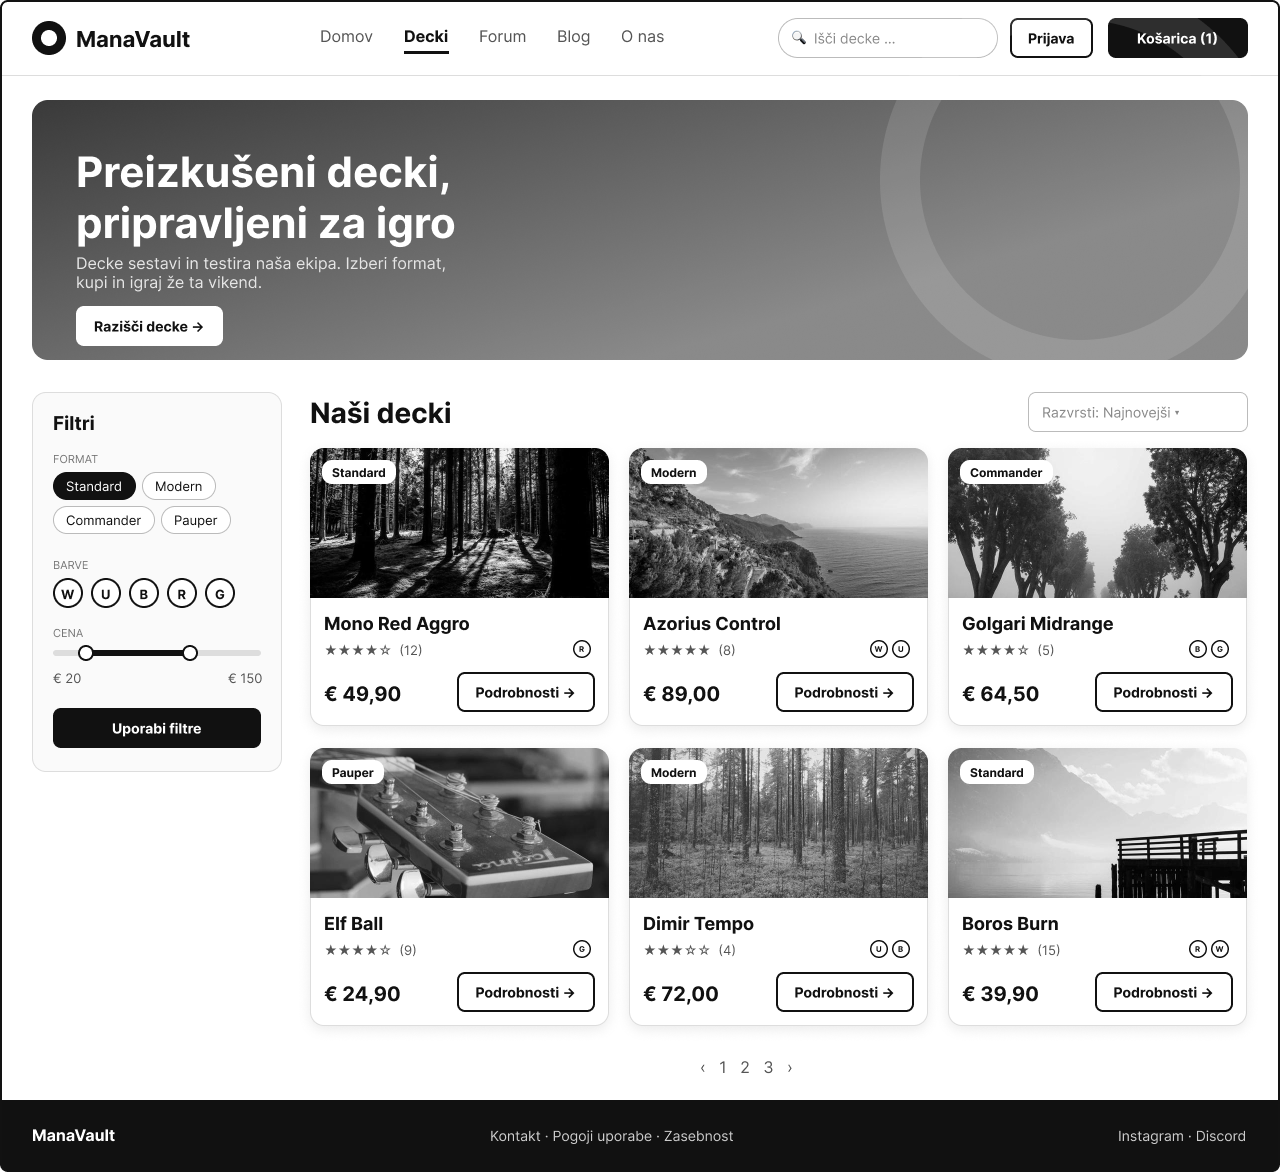 ManaVault
Domov Decki Forum Blog O nas
Išči decke ...
Prijava
Košarica (1)
Preizkušeni decki,
pripravljeni za igro
Decke sestavi in testira naša ekipa. Izberi format,
kupi in igraj že ta vikend.
Razišči decke →
Filtri
FORMAT
Standard Modern
Commander Pauper
BARVE
W U B R G
CENA
€ 20 € 150
Uporabi filtre
Naši decki
Razvrsti: Najnovejši ▾
Standard
Mono Red Aggro
★★★★☆ (12) R
€ 49,90 Podrobnosti →
Modern
Azorius Control
★★★★★ (8) W U
€ 89,00 Podrobnosti →
Commander
Golgari Midrange
★★★★☆ (5) B G
€ 64,50 Podrobnosti →
Pauper
Tagima
Elf Ball
★★★★☆ (9) G
€ 24,90 Podrobnosti →
Modern
Dimir Tempo
★★★☆☆ (4) U B
€ 72,00 Podrobnosti →
Standard
Boros Burn
★★★★★ (15) R W
€ 39,90 Podrobnosti →
‹ 1 2 3 ›
ManaVault
Kontakt · Pogoji uporabe · Zasebnost
Instagram · Discord